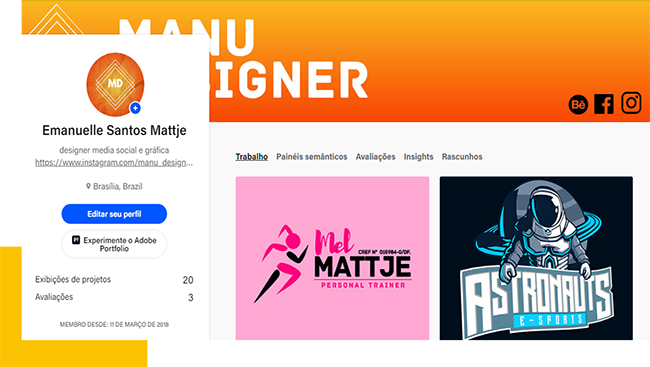 MANU
DESIGNER
MD
Emanuelle Santos Mattje
designer media social e gráfica
https://www.instagram.com/manu_design...
Brasília, Brazil
Editar seu perfil
Pf Experimente o Adobe
Portfolio
Exibições de projetos 20
Avaliações 3
MEMBRO DESDE: 11 DE MARÇO DE 2018
Bē
Trabalho Painéis semânticos Avaliações Insights Rascunhos
Mel
CREF Nº 015984-G/DF.
MATTJE
PERSONAL TRAINER
ASTRONAUTS
E-SPORTS